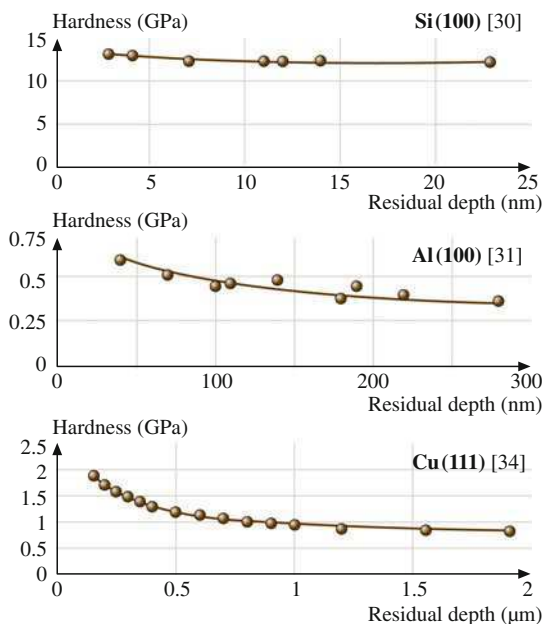 Hardness (GPa)
Si(100) [30]
15
10
5
0
0 5 10 15 20 25
Residual depth (nm)
Hardness (GPa)
0.75
Al(100) [31]
0.5
0.25
0
0 100 200 300
Residual depth (nm)
Hardness (GPa)
2.5
Cu(111) [34]
2
1.5
1
0.5
0
0 0.5 1 1.5 2
Residual depth (µm)